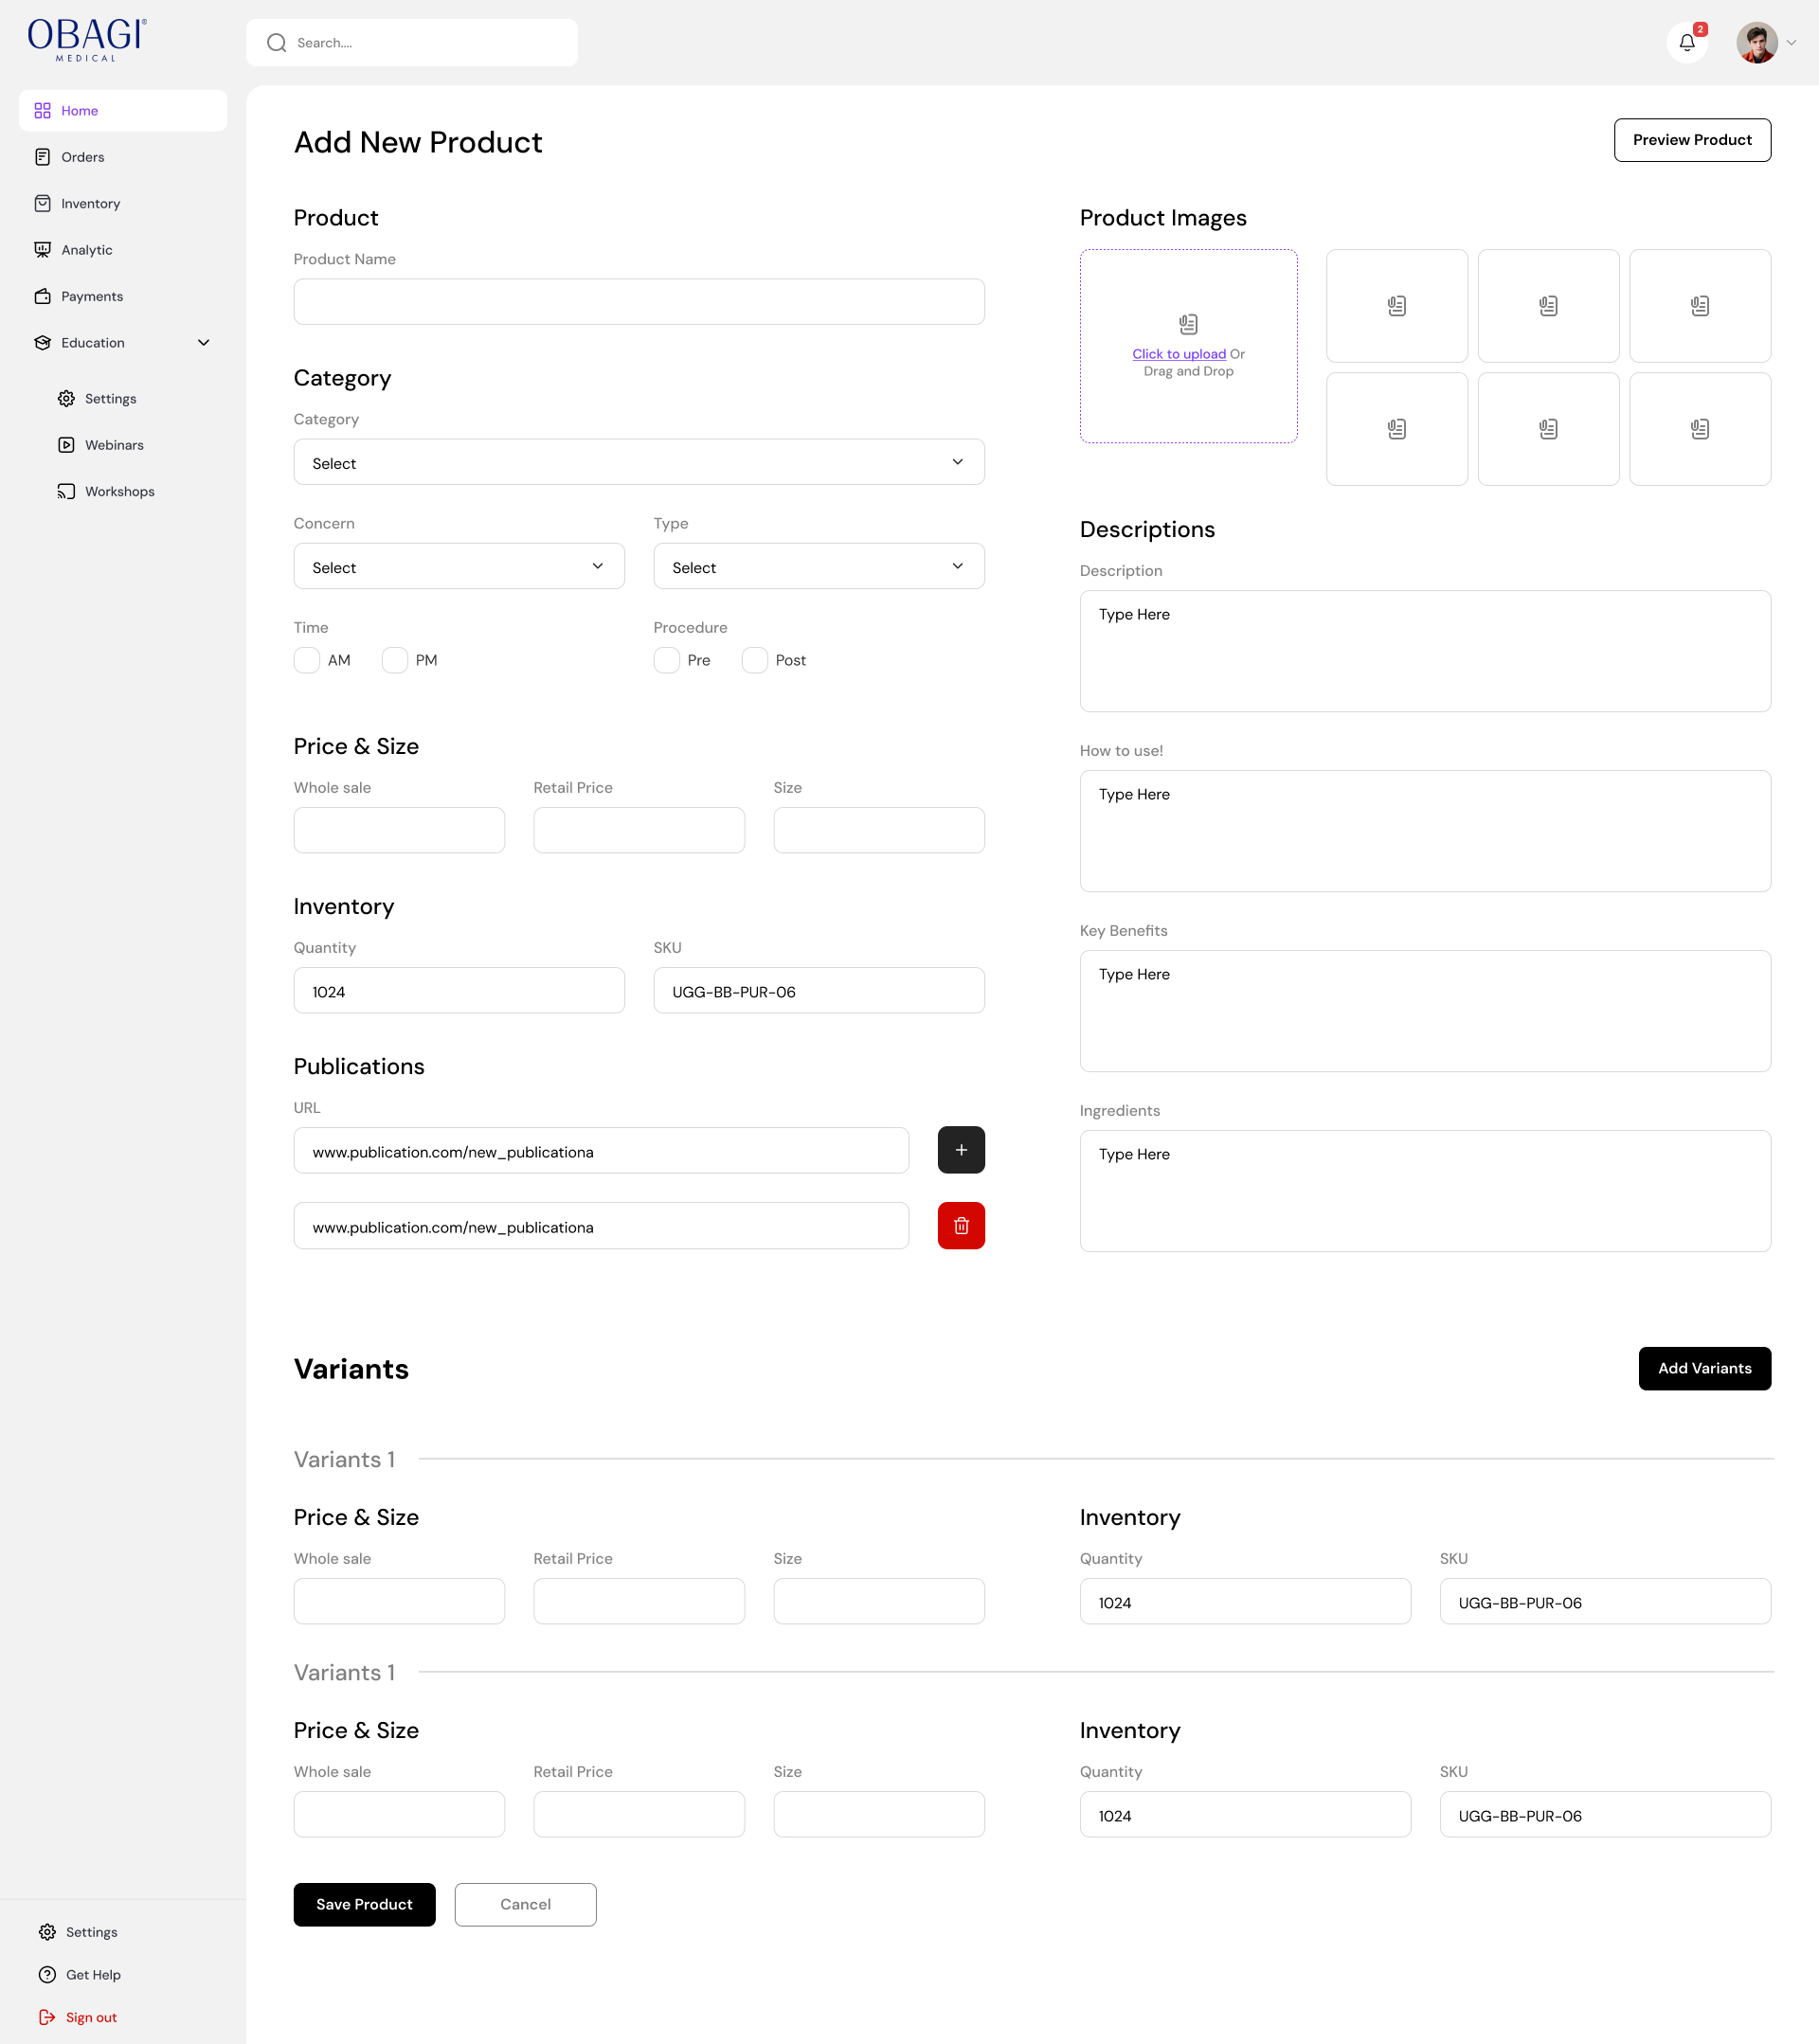 OBAGI®
MEDICAL
Search....
2
Home
Orders
Inventory
Analytic
Payments
Education
Settings
Webinars
Workshops
Add New Product
Preview Product
Product
Product Name
Category
Category
Select
Concern
Type
Select
Select
Time
Procedure
AM
PM
Pre
Post
Price & Size
Whole sale
Retail Price
Size
Inventory
Quantity
SKU
1024
UGG-BB-PUR-06
Publications
URL
www.publication.com/new_publicationa
www.publication.com/new_publicationa
Product Images
Click to upload Or
Drag and Drop
Descriptions
Description
Type Here
How to use!
Type Here
Key Benefits
Type Here
Ingredients
Type Here
Variants
Add Variants
Variants 1
Price & Size
Whole sale
Retail Price
Size
Inventory
Quantity
SKU
1024
UGG-BB-PUR-06
Variants 1
Price & Size
Whole sale
Retail Price
Size
Inventory
Quantity
SKU
1024
UGG-BB-PUR-06
Save Product
Cancel
Settings
Get Help
Sign out